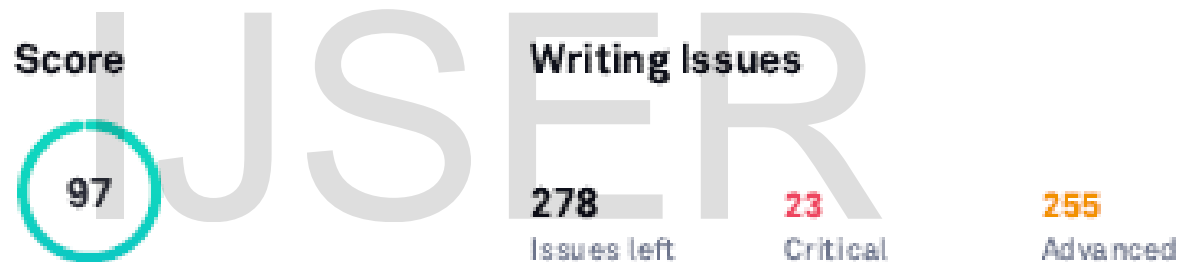 IJSER
Score
Writing Issues
97
278
23
255
Issues left
Critical
Advanced